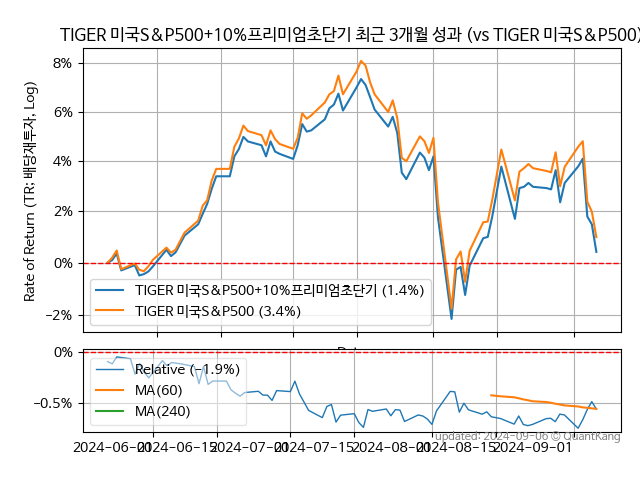 TIGER 미국S&P500+10%프리미엄초단기 최근 3개월 성과 (vs TIGER 미국S&P500)
Rate of Return (TR: 배당재투자, Log)
8%
6%
4%
2%
0%
−2%
TIGER 미국S&P500+10%프리미엄초단기 (1.4%)
TIGER 미국S&P500 (3.4%)
0%
−0.5%
Relative (−1.9%)
MA(60)
MA(240)
updated: 2024-09-06 © QuantKang
2024-06-01 2024-06-15 2024-07-01 2024-07-15 2024-08-01 2024-08-15 2024-09-01